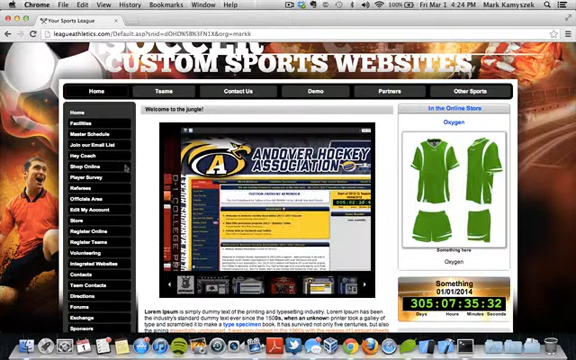 Chrome File Edit View History Bookmarks Window Help
100% Fri Mar 1 4:24 PM Mark Kamyszek
Your Sports League
leagueathletics.com/Default.asp?snid=
&org=markk
SOCCER
CUSTOM SPORTS WEBSITES
Home Teams Contact Us Demo Partners Other Sports
Home
Facilities
Master Schedule
Join our Email List
Hey Coach
Shop Online
Player Survey
Referees
Officials Area
Edit My Account
Store
Register Online
Register Teams
Volunteering
Integrated Websites
Contacts
Team Contacts
Directions
Forums
Exchange
Sponsors
Welcome to the jungle!
ANDOVER HOCKEY
ASSOCIATION
Lorem Ipsum is simply dummy text of the printing and typesetting industry. Lorem Ipsum has been
the industry's standard dummy text ever since the 1500s, when an unknown printer took a galley of
type and scrambled it to make a type specimen book. It has survived not only five centuries, but also
In the Online Store
Oxygen
Something here
Oxygen
Something
01/01/2014
305:07:35:32
Days Hours Minutes Seconds